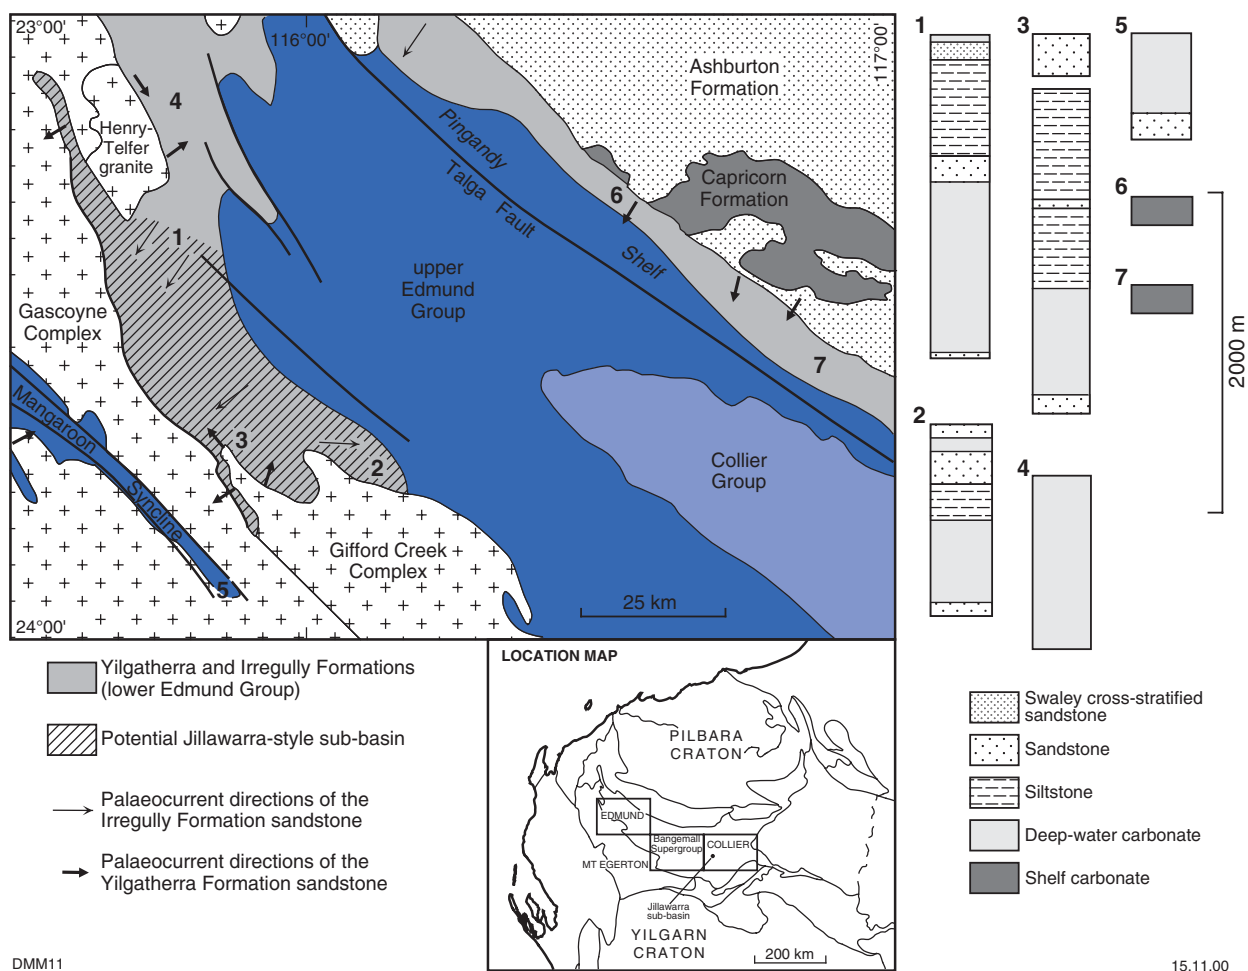 23°00'
116°00'
117°00'
Ashburton
Formation
4
Henry-
Telfer
granite
Pingandy
Shelf
Talga Fault
Capricorn
Formation
6
1
upper
Edmund
Group
Gascoyne
Complex
7
Mangaroon
Syncline
3
2
Collier
Group
Gifford Creek
Complex
5
25 km
24°00'
1
2
3
4
5
6
7
2000 m
Yilgatherra and Irregully Formations
(lower Edmund Group)
Potential Jillawarra-style sub-basin
Palaeocurrent directions of the
Irregully Formation sandstone
Palaeocurrent directions of the
Yilgatherra Formation sandstone
LOCATION MAP
PILBARA
CRATON
EDMUND
Bangemall
Supergroup
COLLIER
MT EGERTON
Jillawarra
sub-basin
YILGARN
CRATON
200 km
Swaley cross-stratified
sandstone
Sandstone
Siltstone
Deep-water carbonate
Shelf carbonate
DMM11
15.11.00